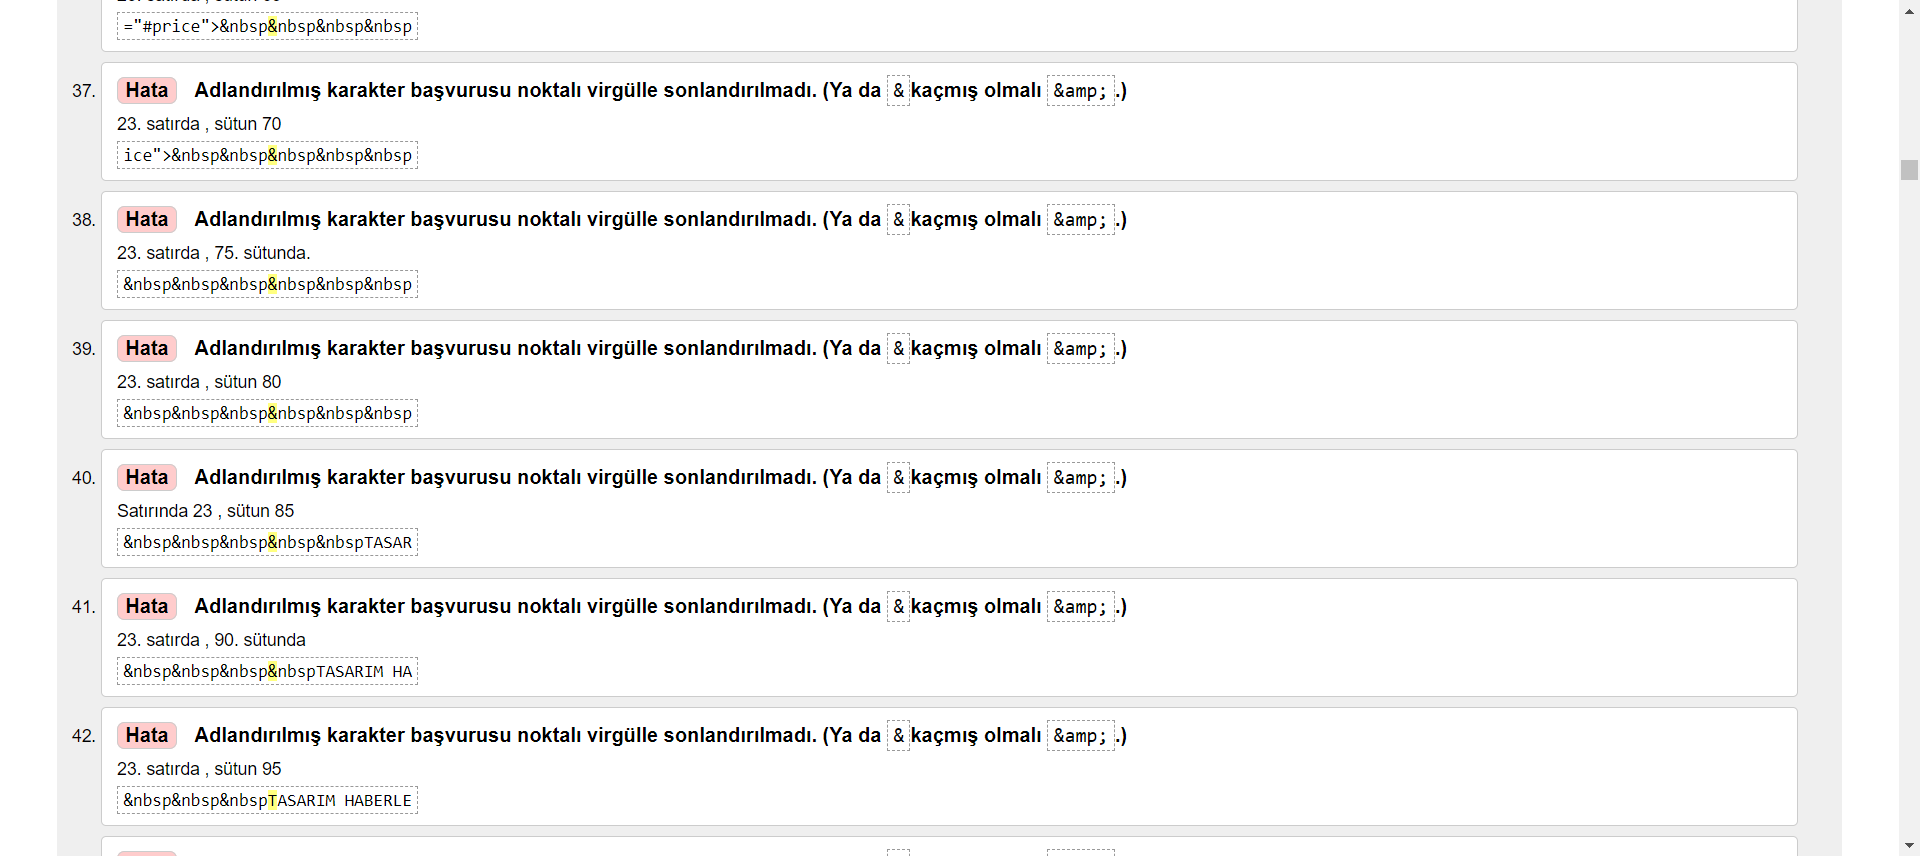 ="#price">&nbsp&nbsp&nbsp&nbsp
37. Hata Adlandırılmış karakter başvurusu noktalı virgülle sonlandırılmadı. (Ya da & kaçmış olmalı &amp; .)
23. satırda , sütun 70
ice">&nbsp&nbsp&nbsp&nbsp&nbsp
38. Hata Adlandırılmış karakter başvurusu noktalı virgülle sonlandırılmadı. (Ya da & kaçmış olmalı &amp; .)
23. satırda , 75. sütunda.
&nbsp&nbsp&nbsp&nbsp&nbsp&nbsp
39. Hata Adlandırılmış karakter başvurusu noktalı virgülle sonlandırılmadı. (Ya da & kaçmış olmalı &amp; .)
23. satırda , sütun 80
&nbsp&nbsp&nbsp&nbsp&nbsp&nbsp
40. Hata Adlandırılmış karakter başvurusu noktalı virgülle sonlandırılmadı. (Ya da & kaçmış olmalı &amp; .)
Satırında 23 , sütun 85
&nbsp&nbsp&nbsp&nbsp&nbspTASAR
41. Hata Adlandırılmış karakter başvurusu noktalı virgülle sonlandırılmadı. (Ya da & kaçmış olmalı &amp; .)
23. satırda , 90. sütunda
&nbsp&nbsp&nbsp&nbspTASARIM HA
42. Hata Adlandırılmış karakter başvurusu noktalı virgülle sonlandırılmadı. (Ya da & kaçmış olmalı &amp; .)
23. satırda , sütun 95
&nbsp&nbsp&nbspTASARIM HABERLE